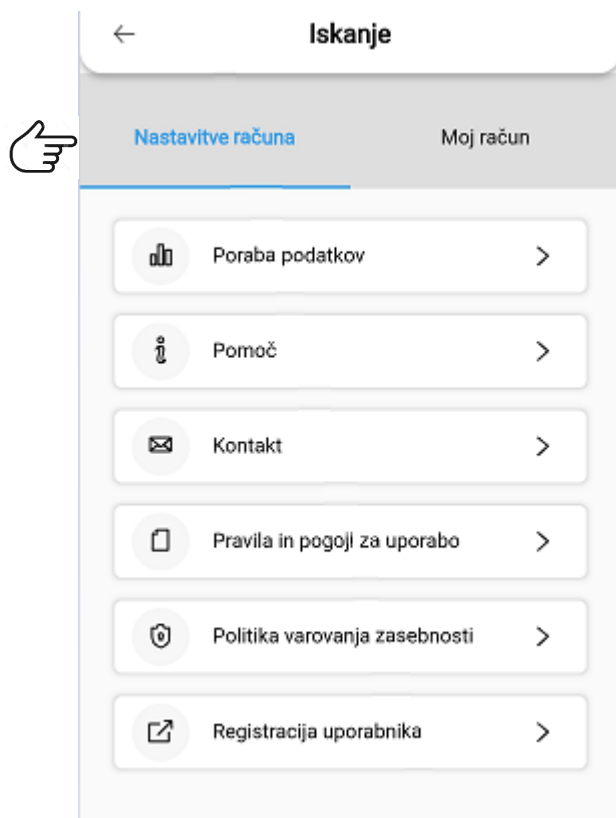 Iskanje
Nastavitve računa
Moj račun
Poraba podatkov
Pomoč
Kontakt
Pravila in pogoji za uporabo
Politika varovanja zasebnosti
Registracija uporabnika